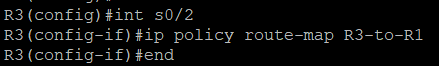 R3(config)#int s0/2
R3(config-if)#ip policy route-map R3-to-R1
R3(config-if)#end